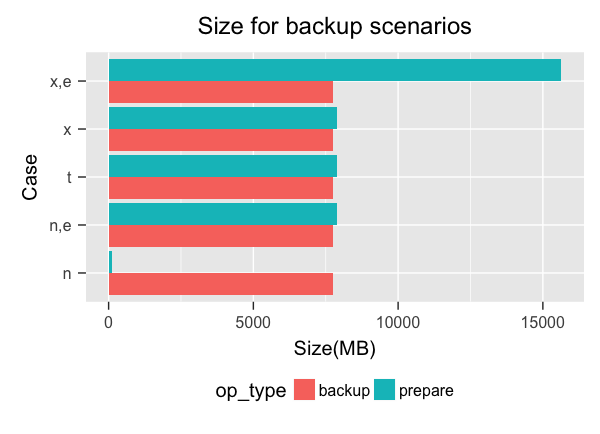 Size for backup scenarios
Case
x,e
x
t
n,e
n
0 5000 10000 15000
Size(MB)
op_type backup prepare